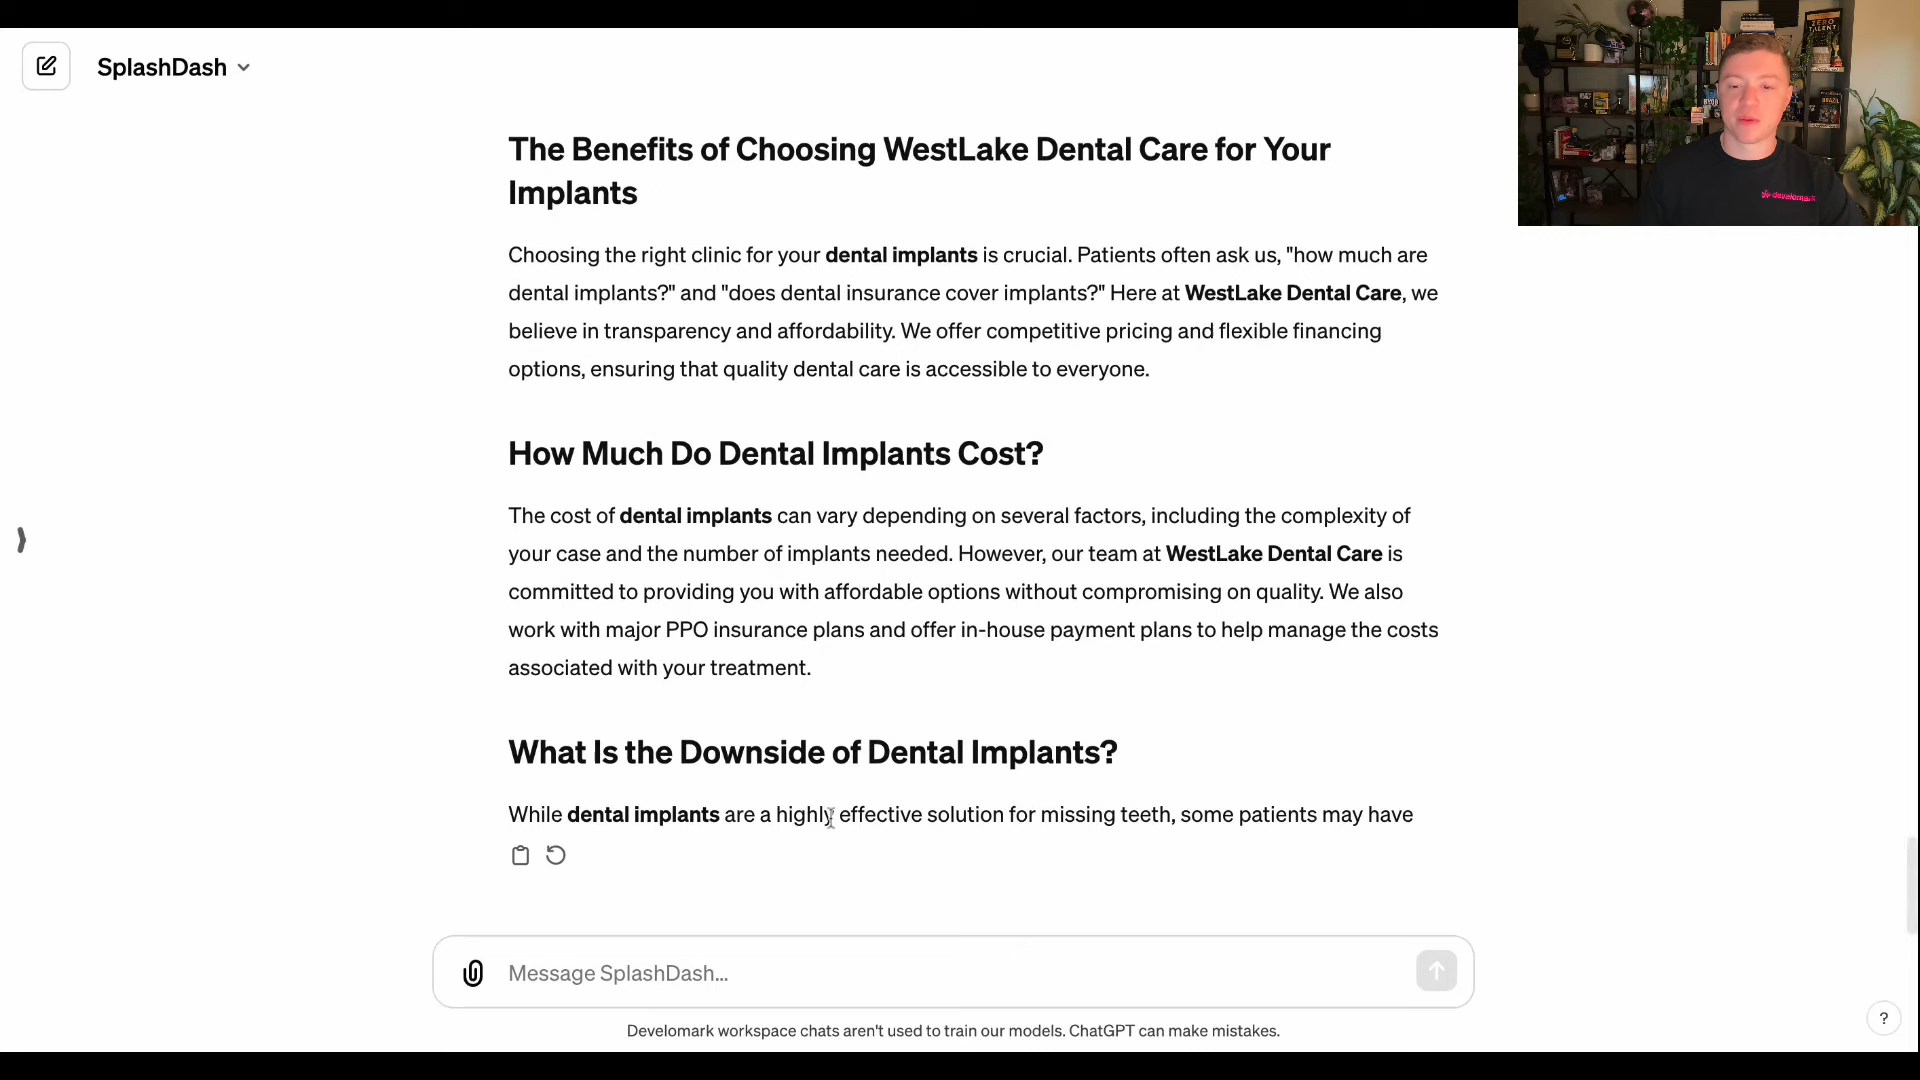 SplashDash
The Benefits of Choosing WestLake Dental Care for Your
Implants
Choosing the right clinic for your dental implants is crucial. Patients often ask us, "how much are
dental implants?" and "does dental insurance cover implants?" Here at WestLake Dental Care, we
believe in transparency and affordability. We offer competitive pricing and flexible financing
options, ensuring that quality dental care is accessible to everyone.
How Much Do Dental Implants Cost?
The cost of dental implants can vary depending on several factors, including the complexity of
your case and the number of implants needed. However, our team at WestLake Dental Care is
committed to providing you with affordable options without compromising on quality. We also
work with major PPO insurance plans and offer in-house payment plans to help manage the costs
associated with your treatment.
What Is the Downside of Dental Implants?
While dental implants are a highly effective solution for missing teeth, some patients may have
Message SplashDash...
Develomark workspace chats aren't used to train our models. ChatGPT can make mistakes.
?
ZERO
TALENT
BRAZIL
develomark